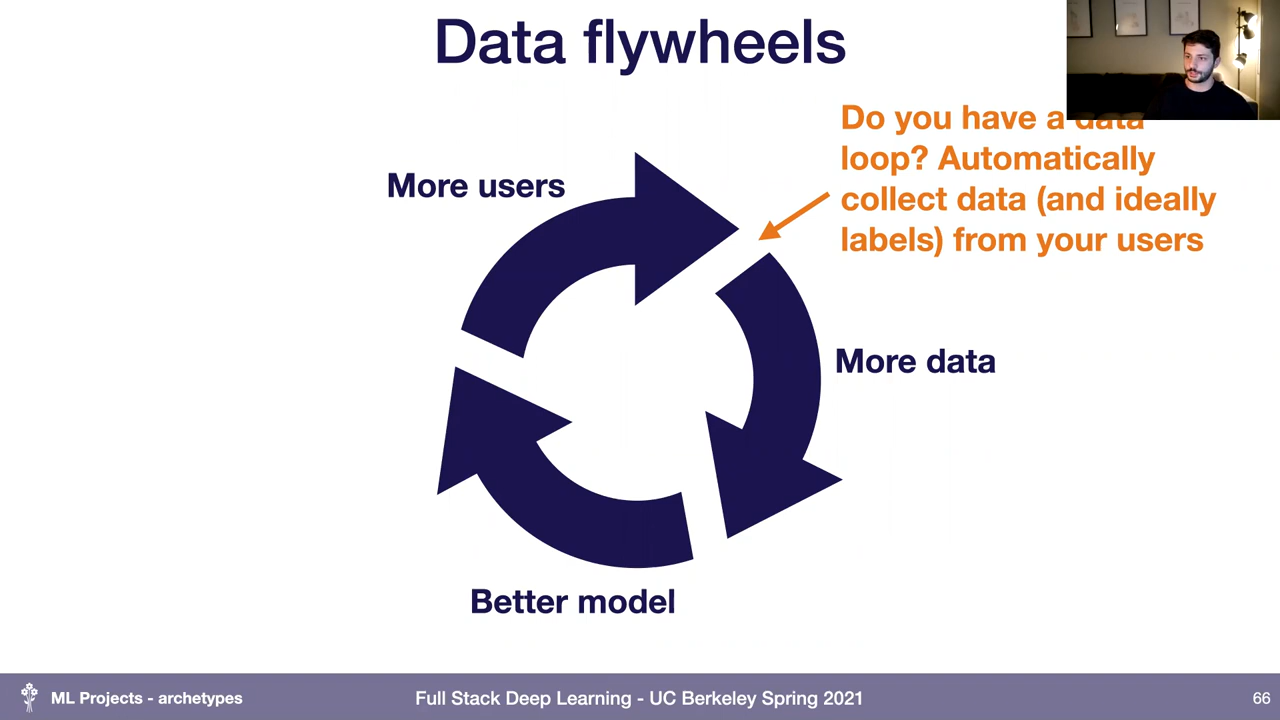 Data flywheels
Do you have a data
loop? Automatically
collect data (and ideally
labels) from your users
More users
More data
Better model
ML Projects - archetypes
Full Stack Deep Learning - UC Berkeley Spring 2021
66